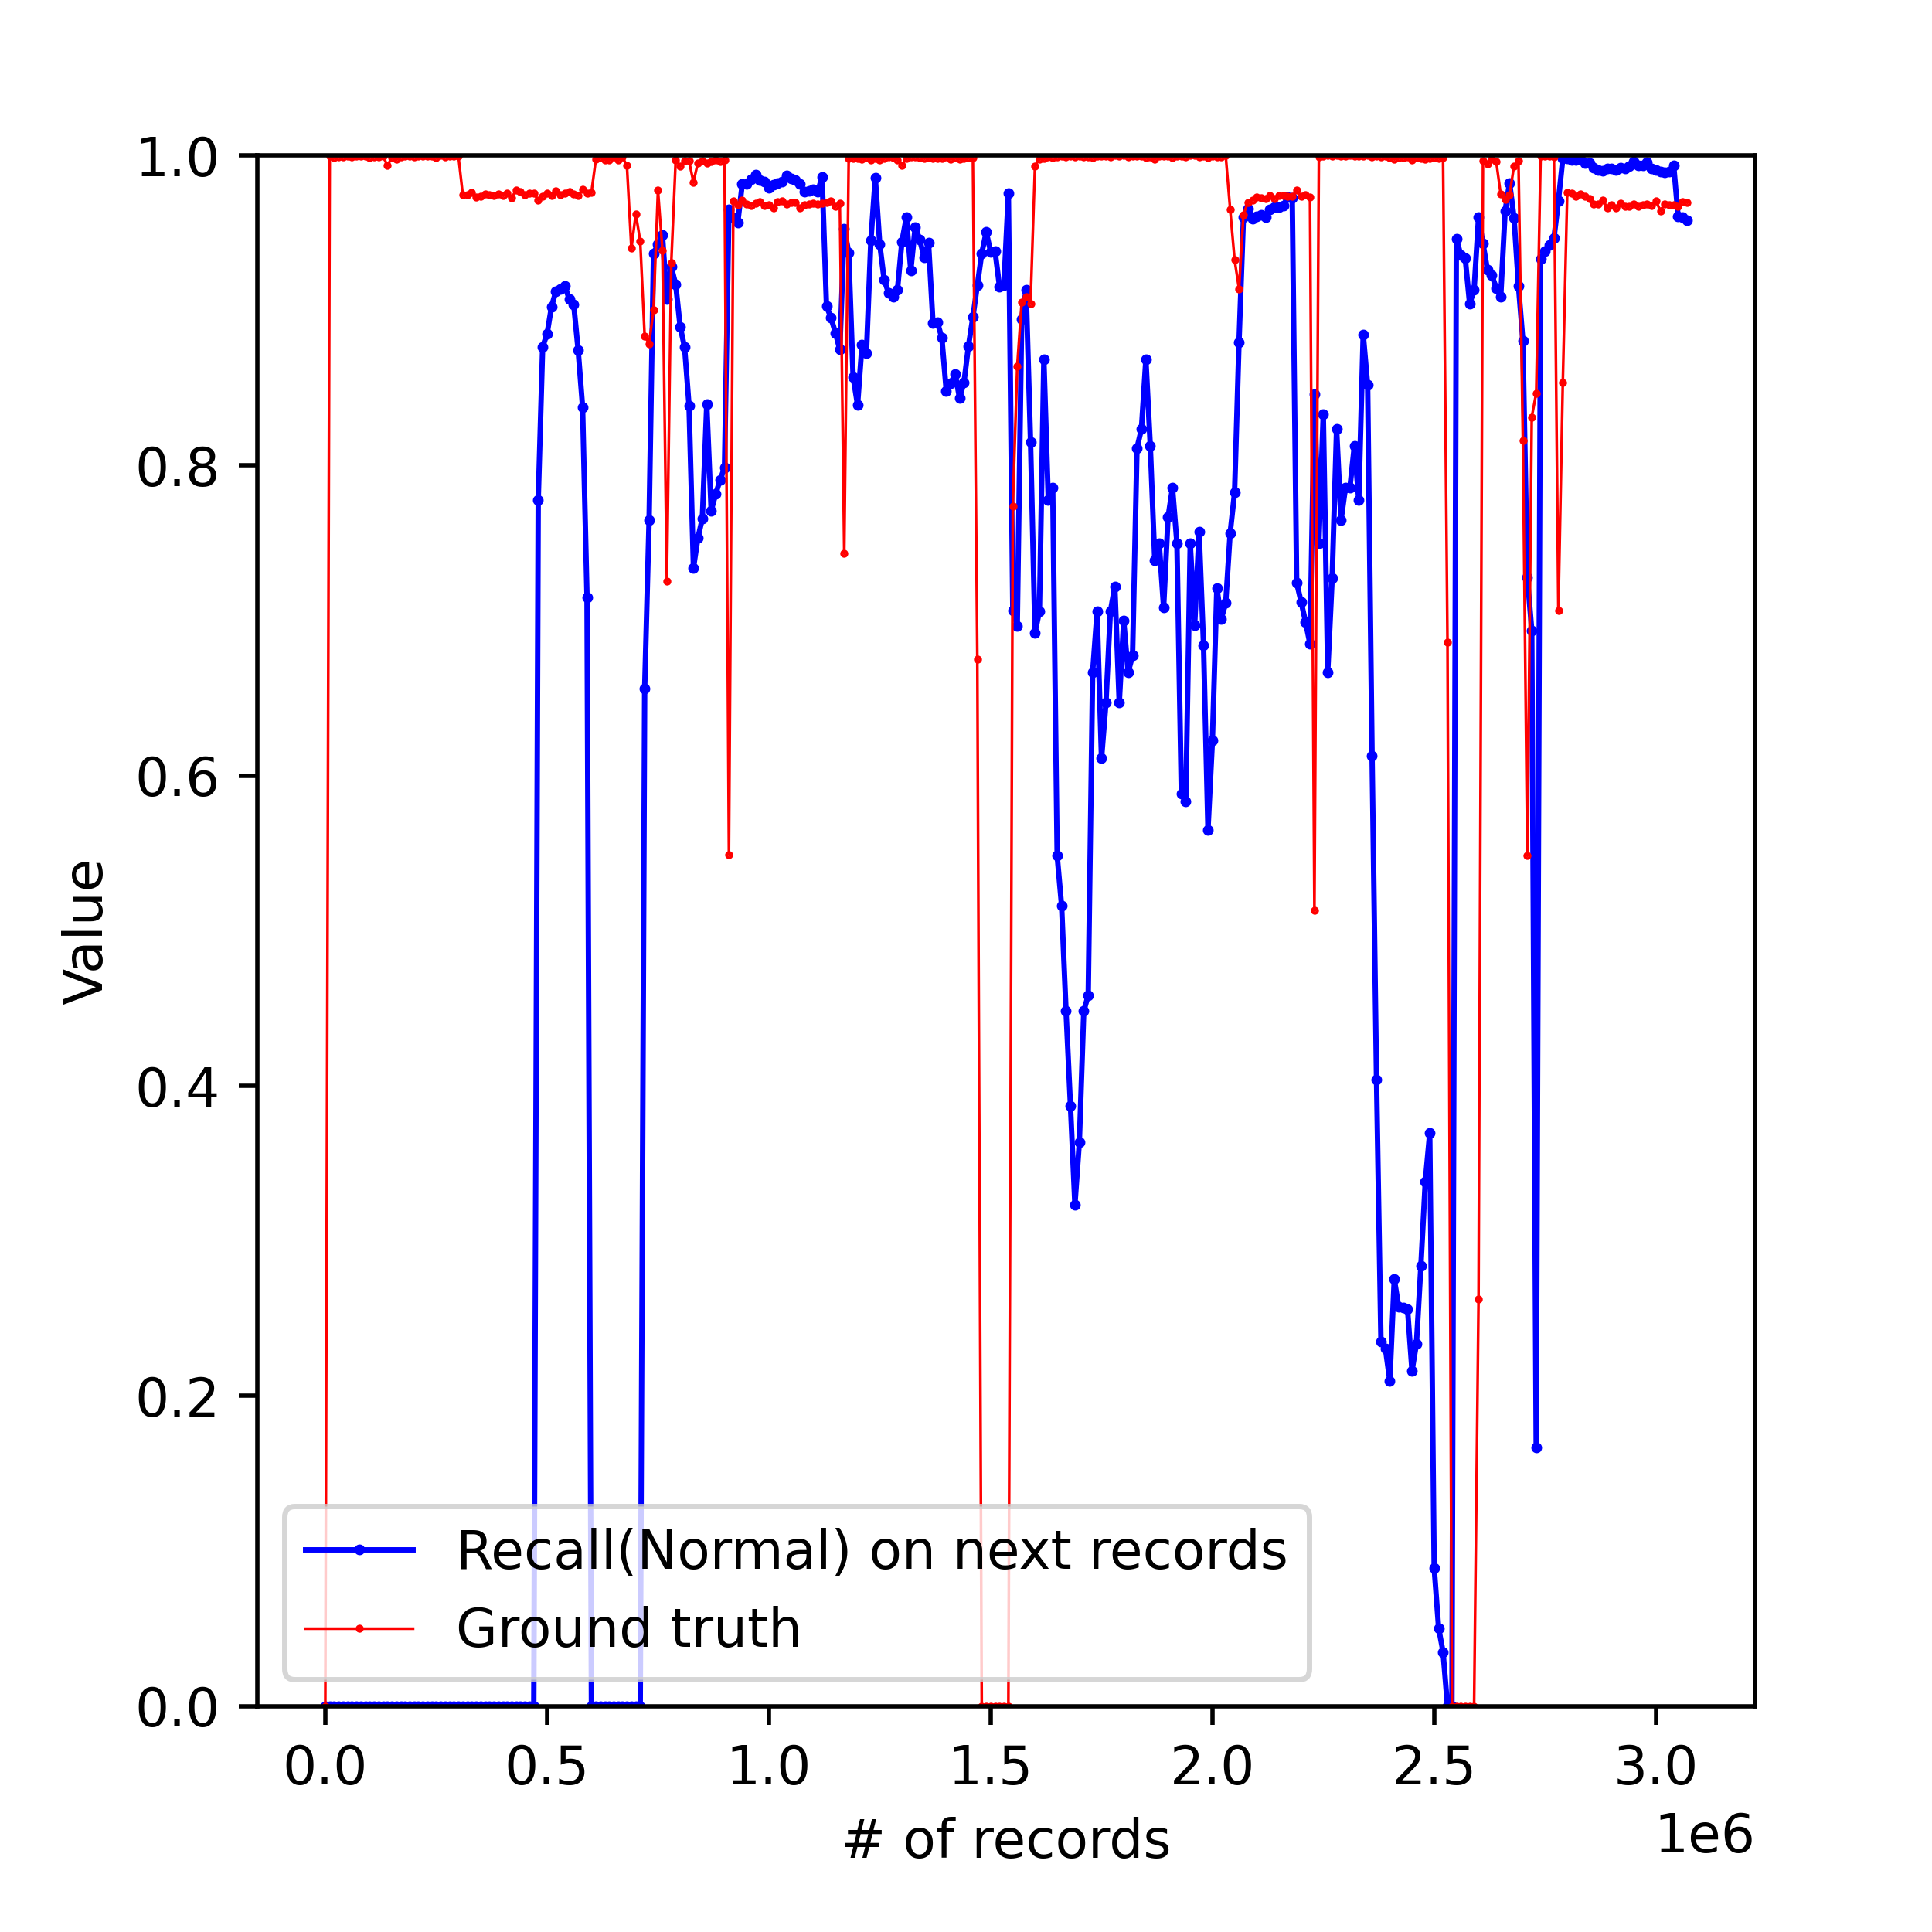 1.0
0.8
0.6
0.4
0.2
0.0
Value
Recall(Normal) on next records
Ground truth
0.0 0.5 1.0 1.5 2.0 2.5 3.0
1e6
# of records